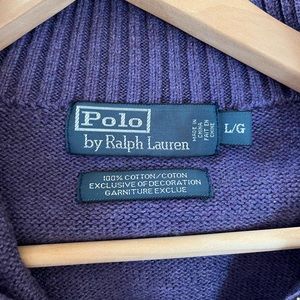 Polo
by Ralph Lauren
MADE IN
CHINA
FAIT EN
CHINE
L/G
100% COTTON/COTON
EXCLUSIVE OF DECORATION
GARNITURE EXCLUE